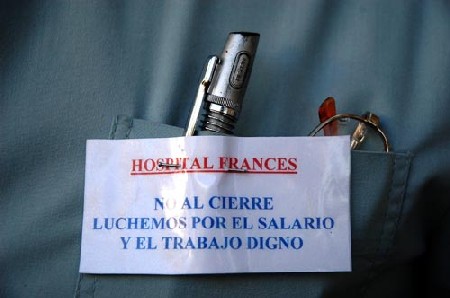 HOSPITAL FRANCES
NO AL CIERRE
LUCHEMOS POR EL SALARIO
Y EL TRABAJO DIGNO